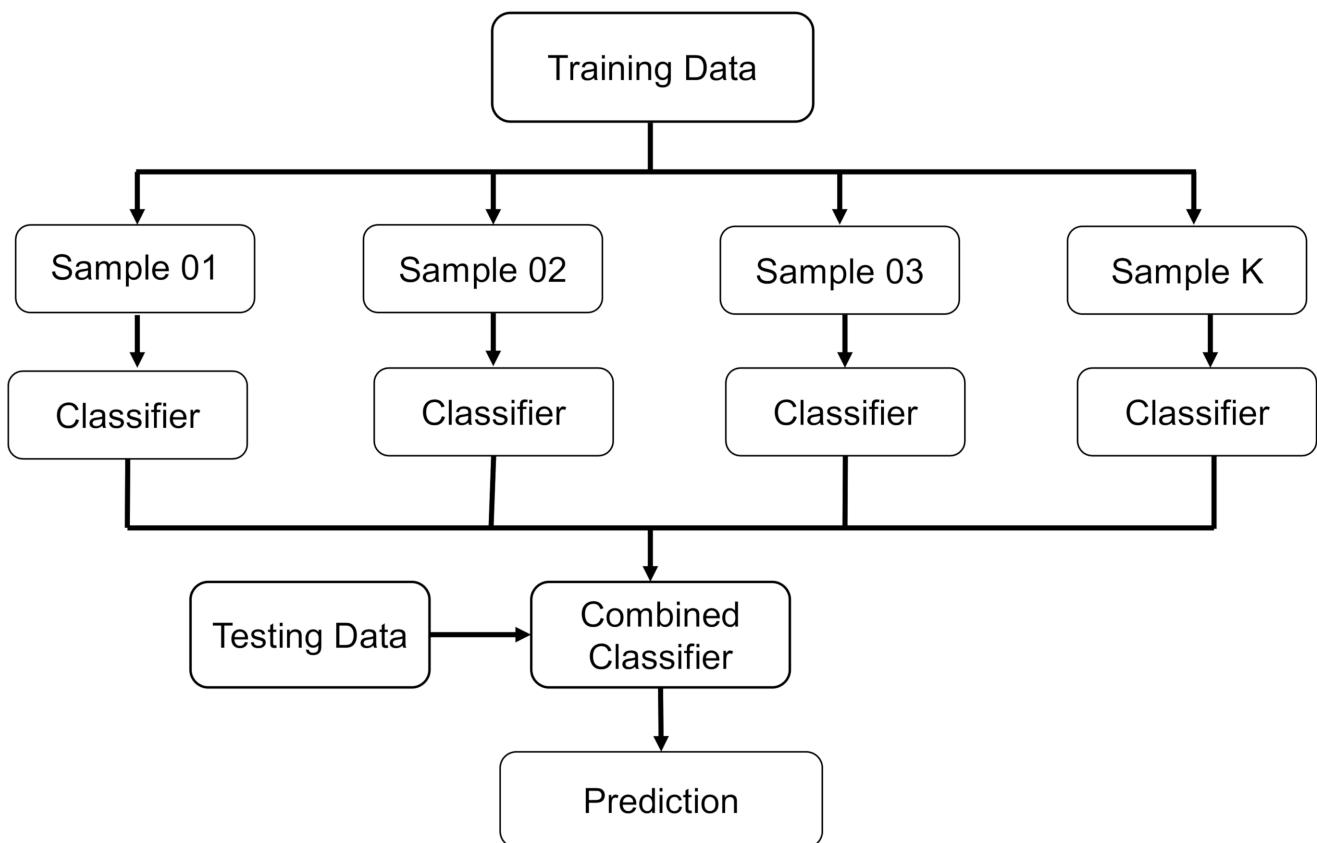 Training Data
Sample 01
Sample 02
Sample 03
Sample K
Classifier
Classifier
Classifier
Classifier
Testing Data
Combined
Classifier
Prediction